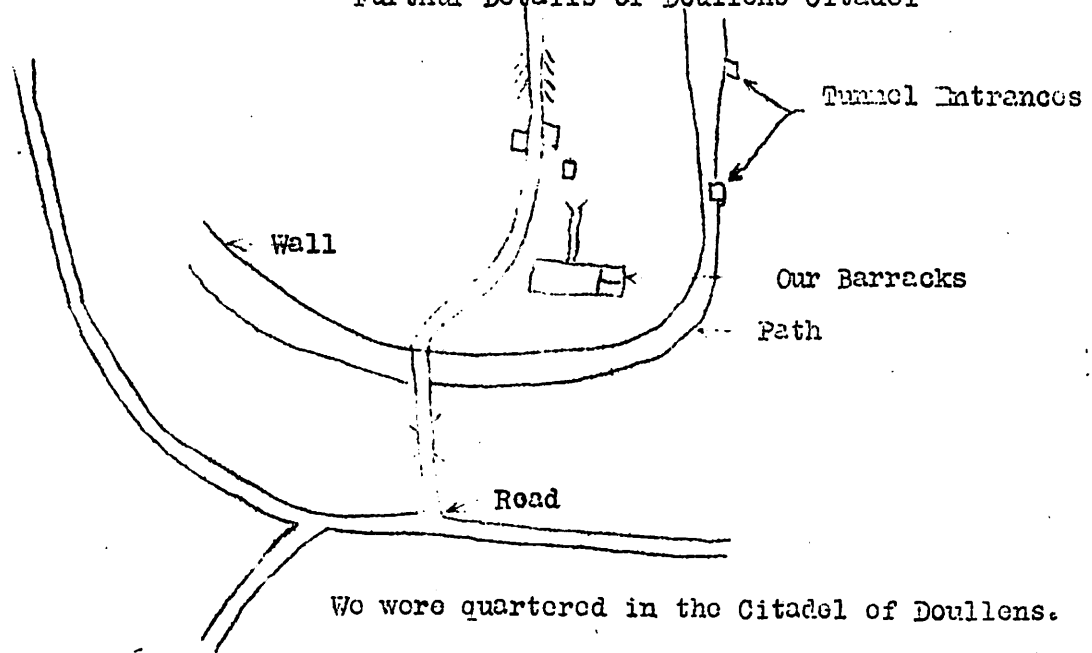 Further Details of Doullens Citadel
Tunnel Entrances
Wall
Our Barracks
Path
Road
We were quartered in the Citadel of Doullens.